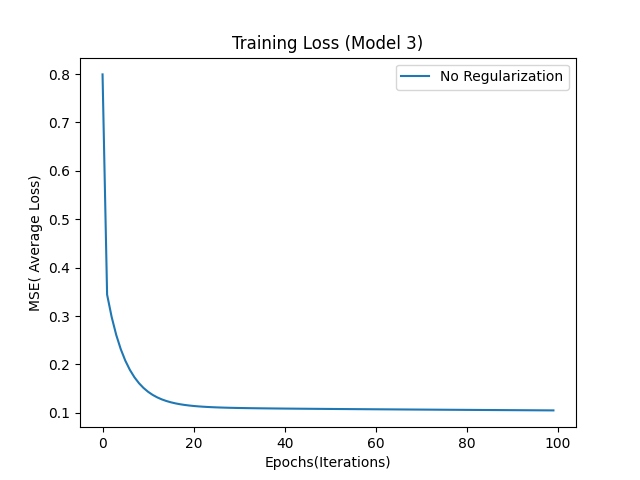 Training Loss (Model 3)
No Regularization
0.8
0.7
0.6
0.5
0.4
0.3
0.2
0.1
MSE( Average Loss)
0 20 40 60 80 100
Epochs(Iterations)